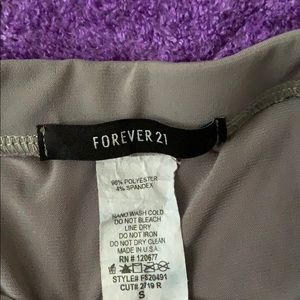 FOREVER 21
96% POLYESTER
4% SPANDEX
HAND WASH COLD
DO NOT BLEACH
LINE DRY
DO NOT IRON
DO NOT DRY CLEAN
MADE IN U.S.A.
RN # 120677
STYLE# F520491
CUT# 2719 R
S